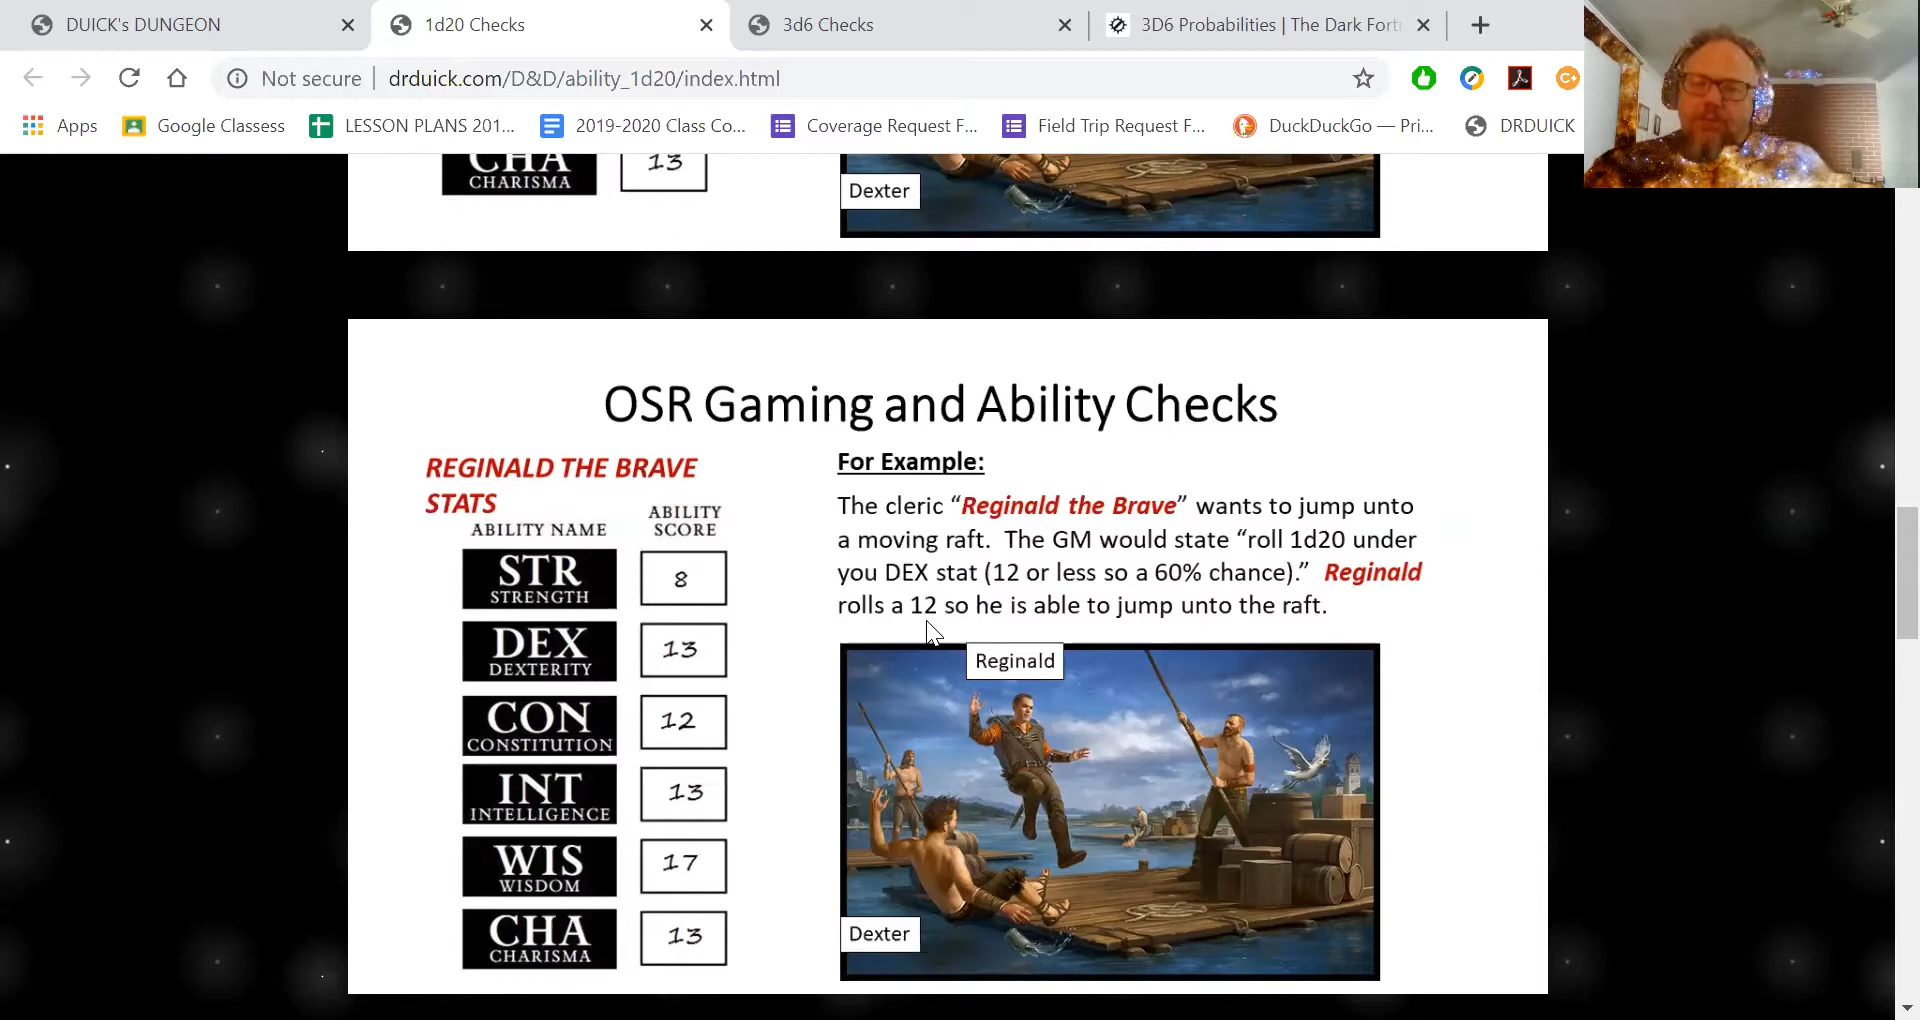 DUICK's DUNGEON
1d20 Checks
3d6 Checks
3D6 Probabilities | The Dark Fort
Not secure
drduick.com/D&D/ability_1d20/index.html
Apps
Google Classess
LESSON PLANS 201...
2019-2020 Class Co...
Coverage Request F...
Field Trip Request F...
DuckDuckGo — Pri...
DRDUICK
CHA
CHARISMA
13
Dexter
OSR Gaming and Ability Checks
REGINALD THE BRAVE
STATS
ABILITY NAME
ABILITY
SCORE
STR
STRENGTH
8
DEX
DEXTERITY
13
CON
CONSTITUTION
12
INT
INTELLIGENCE
13
WIS
WISDOM
17
CHA
CHARISMA
13
For Example:
The cleric “Reginald the Brave” wants to jump unto
a moving raft. The GM would state “roll 1d20 under
you DEX stat (12 or less so a 60% chance).” Reginald
rolls a 12 so he is able to jump unto the raft.
Reginald
Dexter